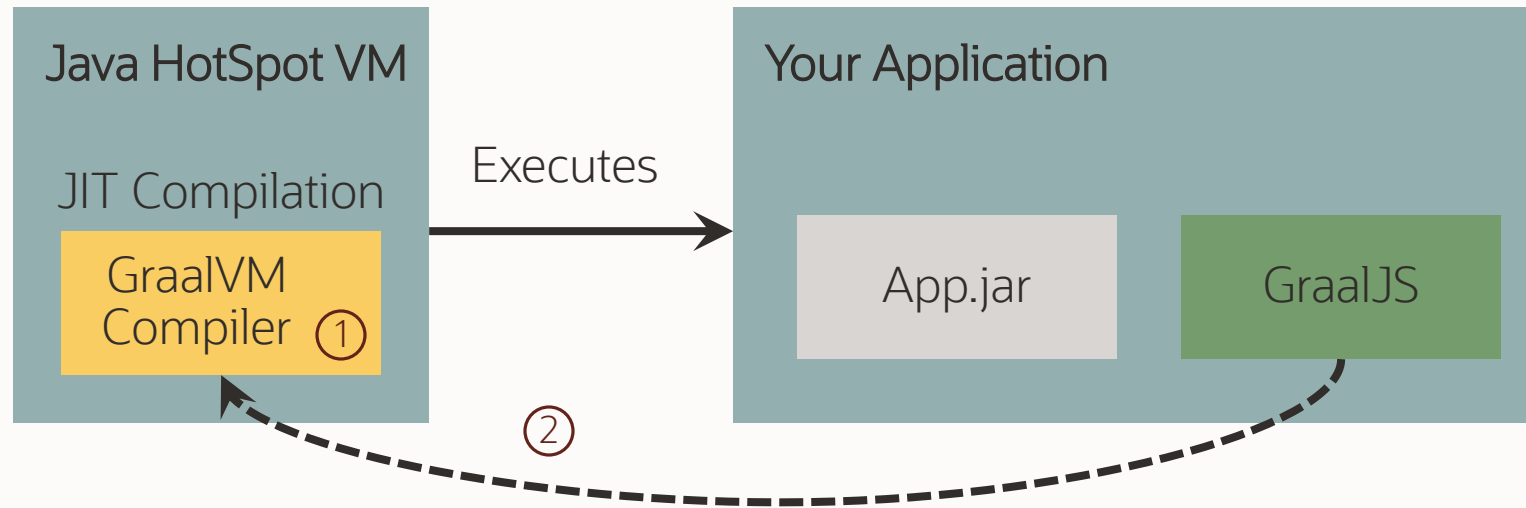 Java HotSpot VM
JIT Compilation
GraalVM
Compiler
1
Executes
2
Your Application
App.jar
GraalJS